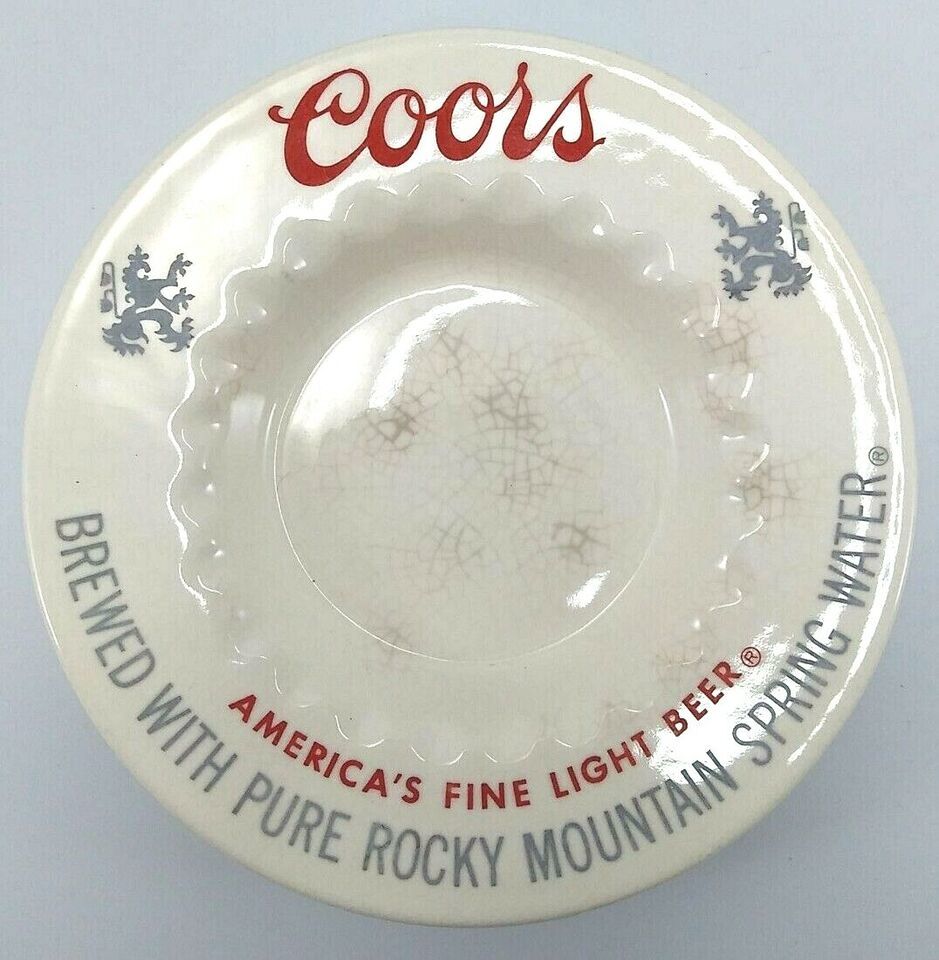 Coors
AMERICA'S FINE LIGHT BEER®
BREWED WITH PURE ROCKY MOUNTAIN SPRING WATER®